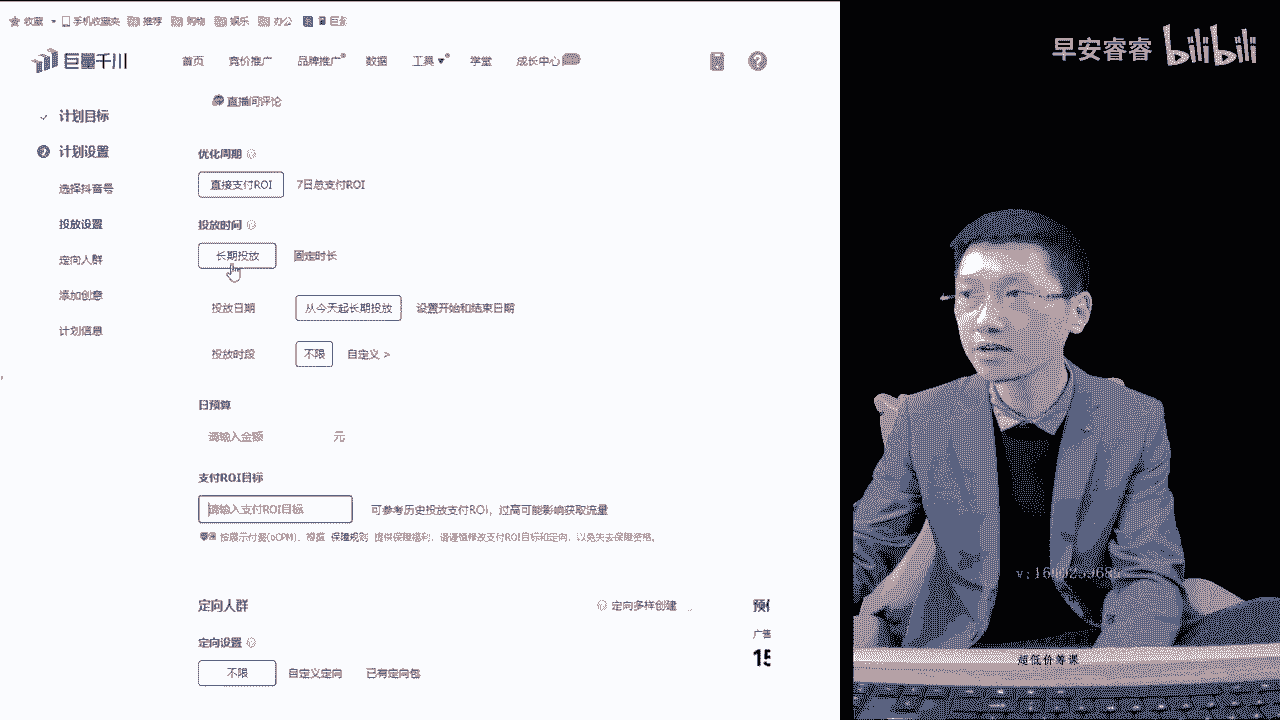 收藏 手机收藏夹 推荐 购物 娱乐 办公 巨量
巨量千川 首页 竞价推广 品牌推广 数据 工具 学堂 成长中心
早安睿睿 bilibili
计划目标
计划设置
选择抖音号
投放设置
定向人群
添加创意
计划信息
直播间评论
优化周期
直接支付ROI 7日总支付ROI
投放时间
长期投放 固定时长
投放日期 从今天起长期投放 设置开始和结束日期
投放时段 不限 自定义 >
日预算
请输入金额 元
支付ROI目标
请输入支付ROI目标 可参考历史投放支付ROI，过高可能影响获取流量
按展示付费(oCPM)，根据 保障规则 提供保障福利，请谨慎修改支付ROI目标和定向，以免失去保障资格。
定向人群 定向多样创建
定向设置
不限 自定义定向 已有定向包
广告
15
超低价筹课